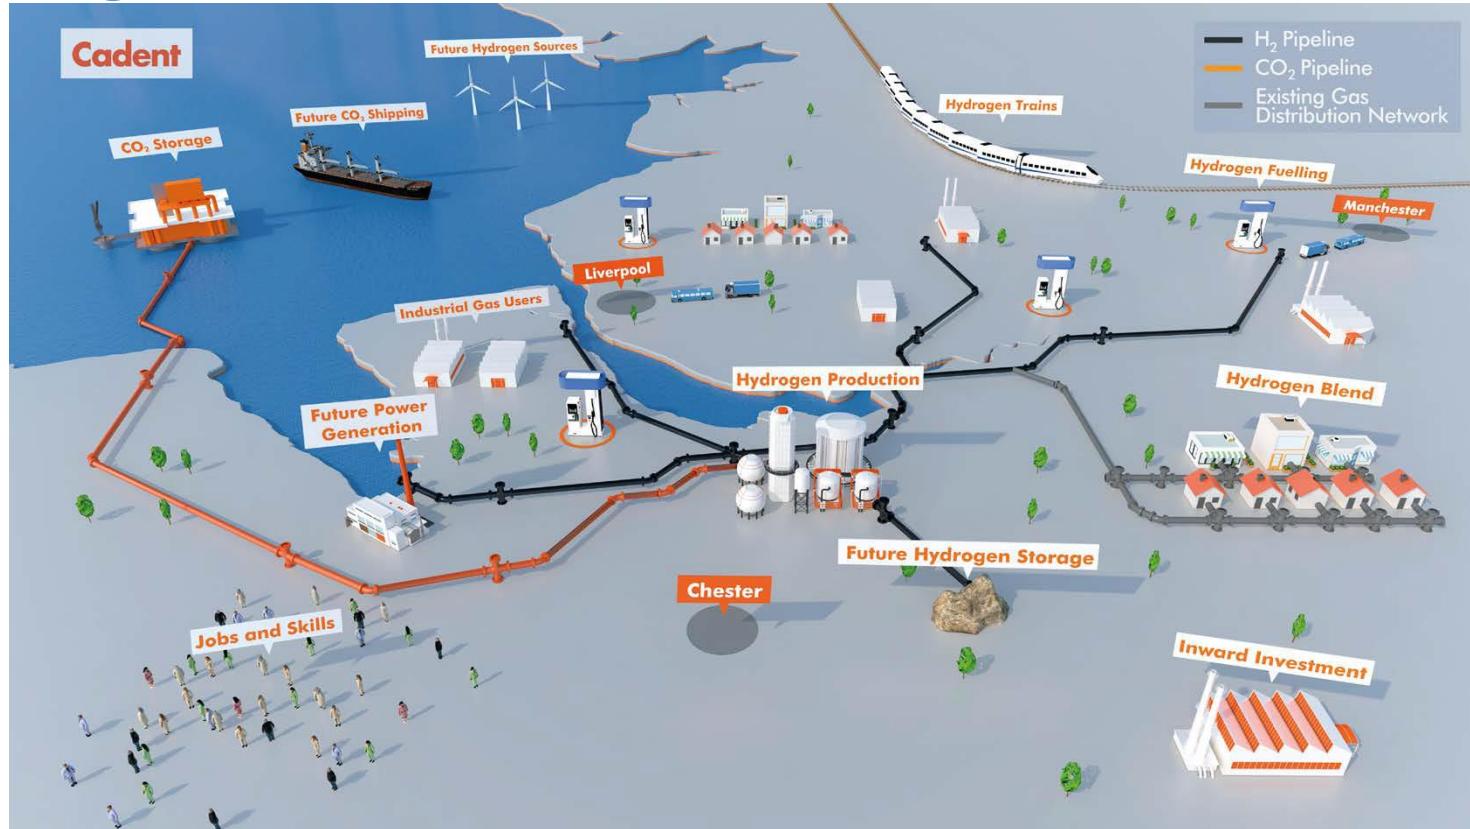 Cadent
Future Hydrogen Sources
H₂ Pipeline
CO₂ Pipeline
Existing Gas
Distribution Network
Future CO₂ Shipping
Hydrogen Trains
CO₂ Storage
Hydrogen Fuelling
Manchester
Liverpool
Industrial Gas Users
Hydrogen Production
Hydrogen Blend
Future Power
Generation
Future Hydrogen Storage
Chester
Jobs and Skills
Inward Investment